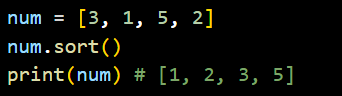 num = [3, 1, 5, 2]
num.sort()
print(num) # [1, 2, 3, 5]